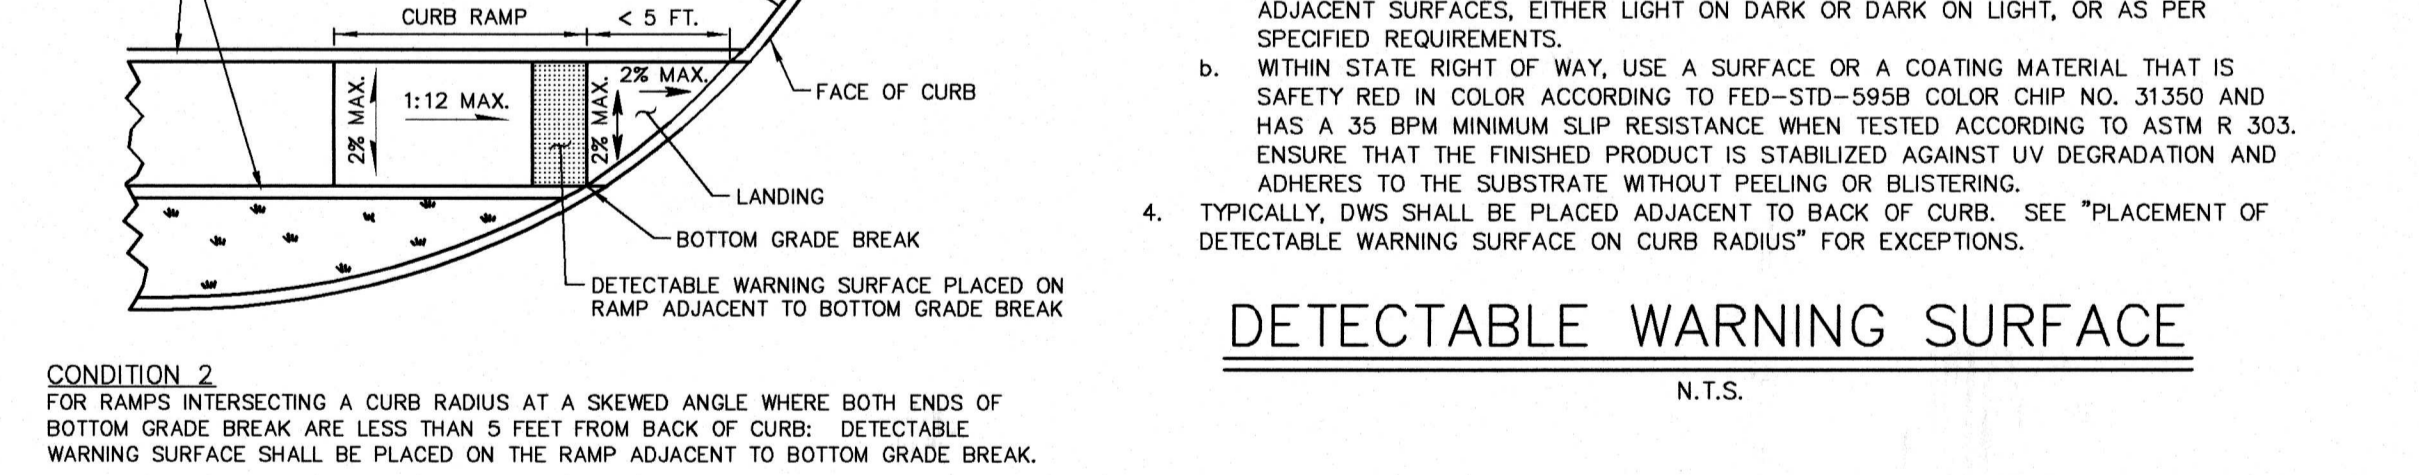 CURB RAMP
< 5 FT.
2% MAX.
1:12 MAX.
2% MAX.
2% MAX.
FACE OF CURB
LANDING
BOTTOM GRADE BREAK
DETECTABLE WARNING SURFACE PLACED ON
RAMP ADJACENT TO BOTTOM GRADE BREAK
CONDITION 2
FOR RAMPS INTERSECTING A CURB RADIUS AT A SKEWED ANGLE WHERE BOTH ENDS OF
BOTTOM GRADE BREAK ARE LESS THAN 5 FEET FROM BACK OF CURB: DETECTABLE
WARNING SURFACE SHALL BE PLACED ON THE RAMP ADJACENT TO BOTTOM GRADE BREAK.
ADJACENT SURFACES, EITHER LIGHT ON DARK OR DARK ON LIGHT, OR AS PER
SPECIFIED REQUIREMENTS.
b. WITHIN STATE RIGHT OF WAY, USE A SURFACE OR A COATING MATERIAL THAT IS
SAFETY RED IN COLOR ACCORDING TO FED-STD-595B COLOR CHIP NO. 31350 AND
HAS A 35 BPM MINIMUM SLIP RESISTANCE WHEN TESTED ACCORDING TO ASTM R 303.
ENSURE THAT THE FINISHED PRODUCT IS STABILIZED AGAINST UV DEGRADATION AND
ADHERES TO THE SUBSTRATE WITHOUT PEELING OR BLISTERING.
4. TYPICALLY, DWS SHALL BE PLACED ADJACENT TO BACK OF CURB. SEE "PLACEMENT OF
DETECTABLE WARNING SURFACE ON CURB RADIUS" FOR EXCEPTIONS.
DETECTABLE WARNING SURFACE
N.T.S.